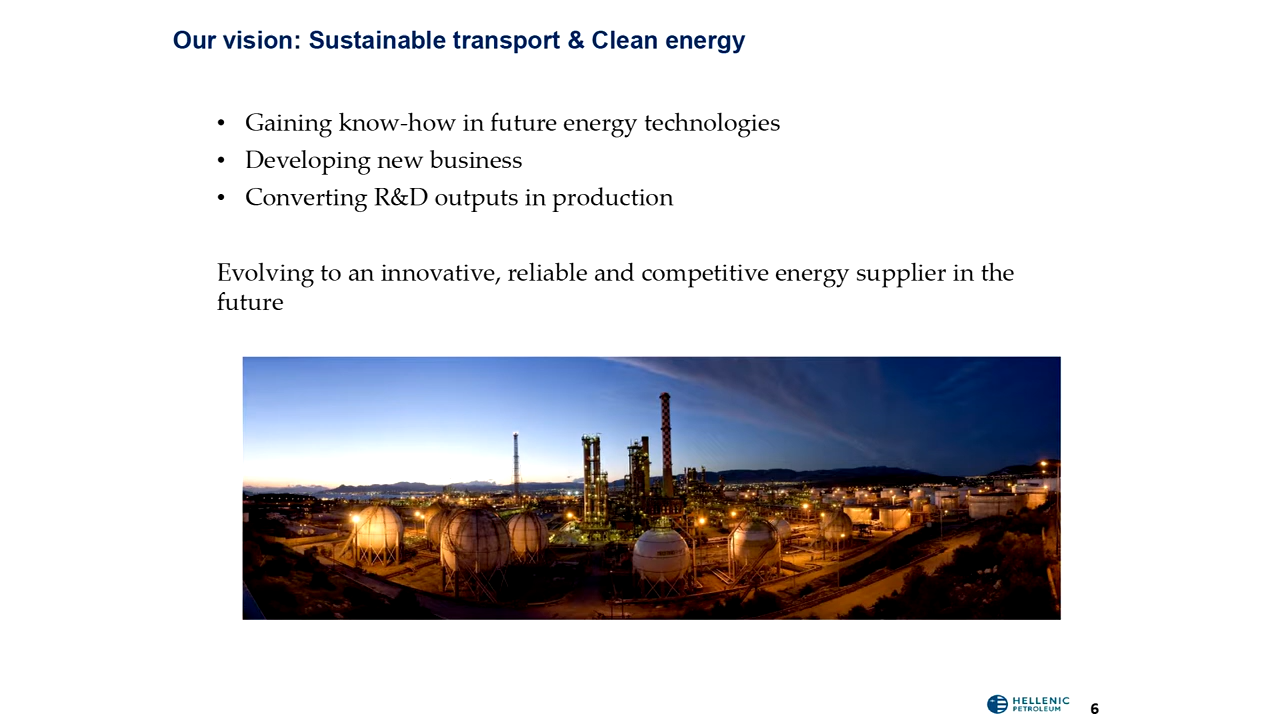 Our vision: Sustainable transport & Clean energy
• Gaining know-how in future energy technologies
• Developing new business
• Converting R&D outputs in production
Evolving to an innovative, reliable and competitive energy supplier in the
future
HELLENIC
PETROLEUM
6